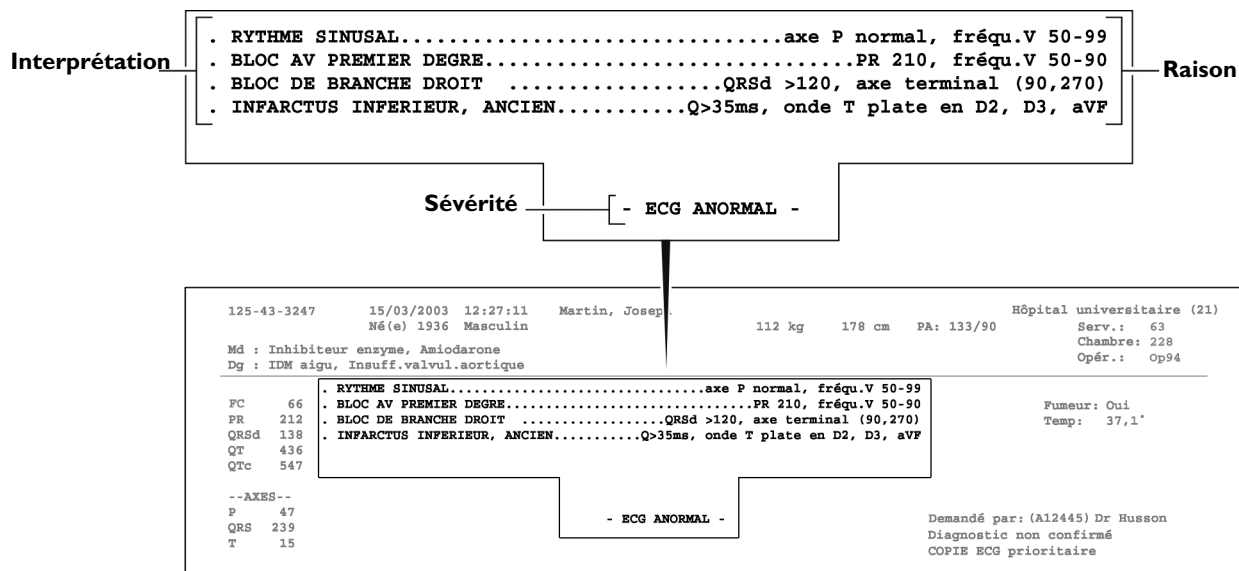 . RYTHME SINUSAL...................................axe P normal, fréqu.V 50-99
. BLOC AV PREMIER DEGRE..................................PR 210, fréqu.V 50-90
. BLOC DE BRANCHE DROIT ...................QRSd >120, axe terminal (90,270)
. INFARCTUS INFERIEUR, ANCIEN...........Q>35ms, onde T plate en D2, D3, aVF
Interprétation
Raison
Sévérité
- ECG ANORMAL -
125-43-3247 15/03/2003 12:27:11 Martin, Joseph Hôpital universitaire (21)
Né(e) 1936 Masculin 112 kg 178 cm PA: 133/90 Serv.: 63
Chambre: 228
Md : Inhibiteur enzyme, Amiodarone
Opér.: Op94
Dg : IDM aigu, Insuff.valvul.aortique
. RYTHME SINUSAL...................................axe P normal, fréqu.V 50-99
FC 66 . BLOC AV PREMIER DEGRE..................................PR 210, fréqu.V 50-90 Fumeur: Oui
PR 212 . BLOC DE BRANCHE DROIT ...................QRSd >120, axe terminal (90,270) Temp: 37,1°
QRSd 138 . INFARCTUS INFERIEUR, ANCIEN...........Q>35ms, onde T plate en D2, D3, aVF
QT 436
QTc 547
--AXES--
P 47
QRS 239 - ECG ANORMAL - Demandé par: (A12445) Dr Husson
T 15 Diagnostic non confirmé
COPIE ECG prioritaire